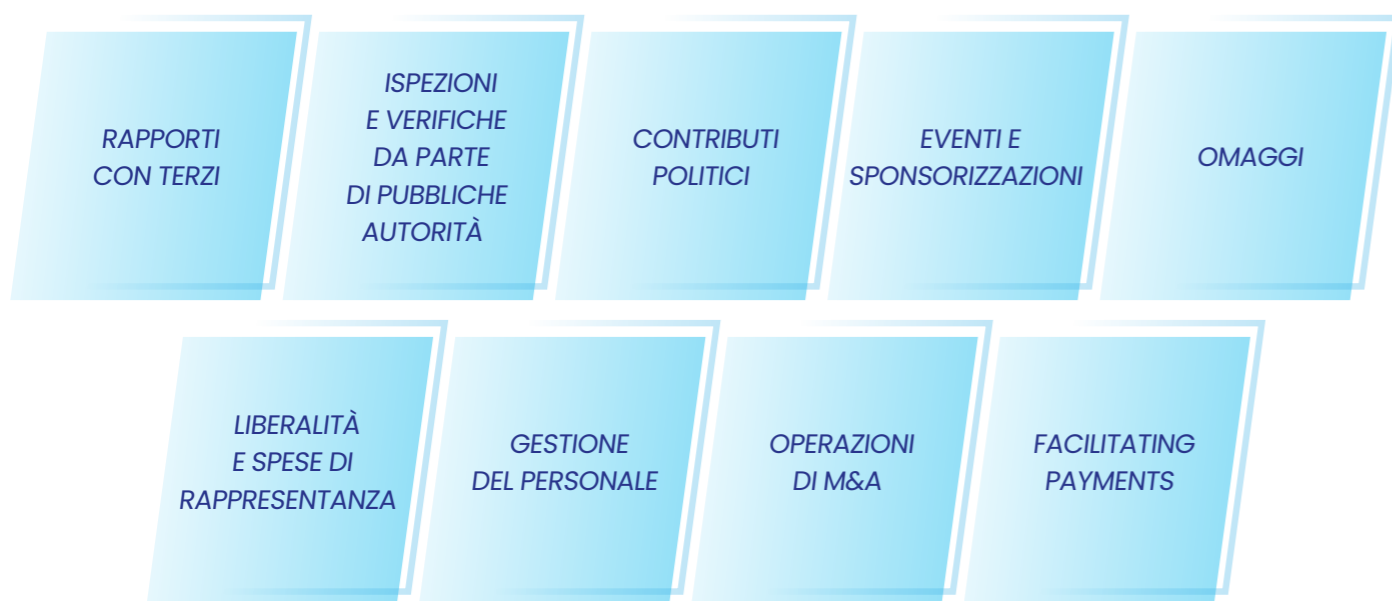 RAPPORTI
CON TERZI
ISPEZIONI
E VERIFICHE
DA PARTE
DI PUBBLICHE
AUTORITÀ
CONTRIBUTI
POLITICI
EVENTI E
SPONSORIZZAZIONI
OMAGGI
LIBERALITÀ
E SPESE DI
RAPPRESENTANZA
GESTIONE
DEL PERSONALE
OPERAZIONI
DI M&A
FACILITATING
PAYMENTS